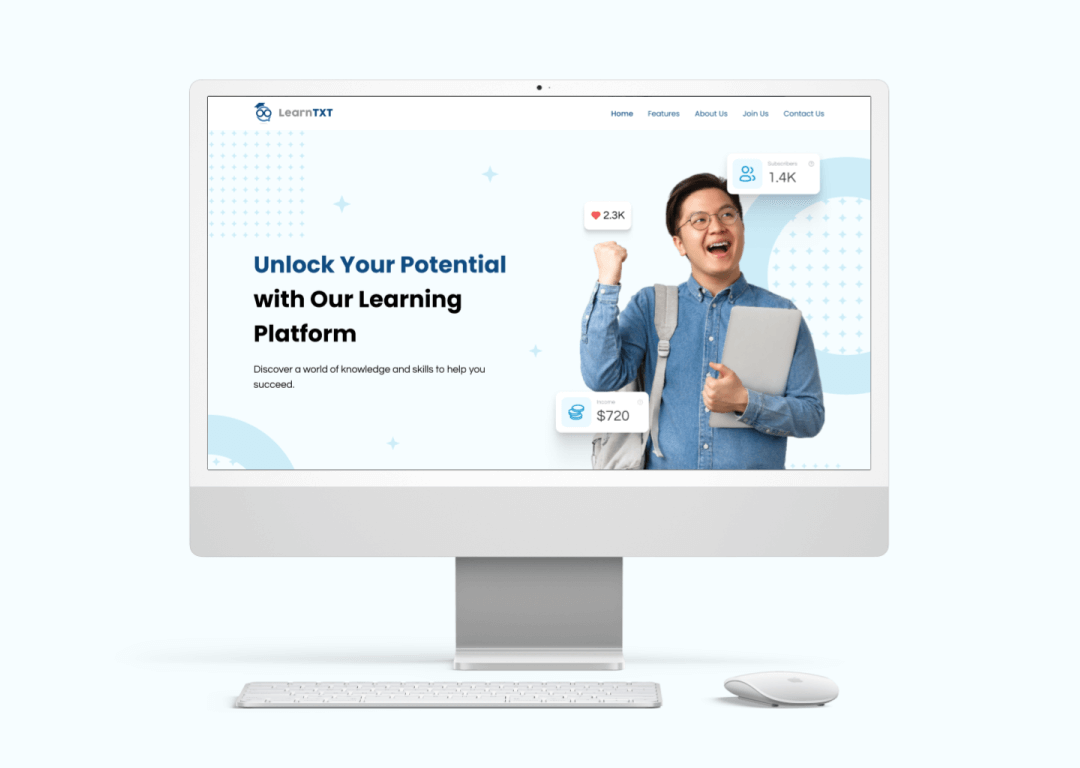 LearnTXT
Home Features About Us Join Us Contact Us
Subscribers
1.4K
2.3K
Unlock Your Potential
with Our Learning
Platform
Discover a world of knowledge and skills to help you
succeed.
Income
$720